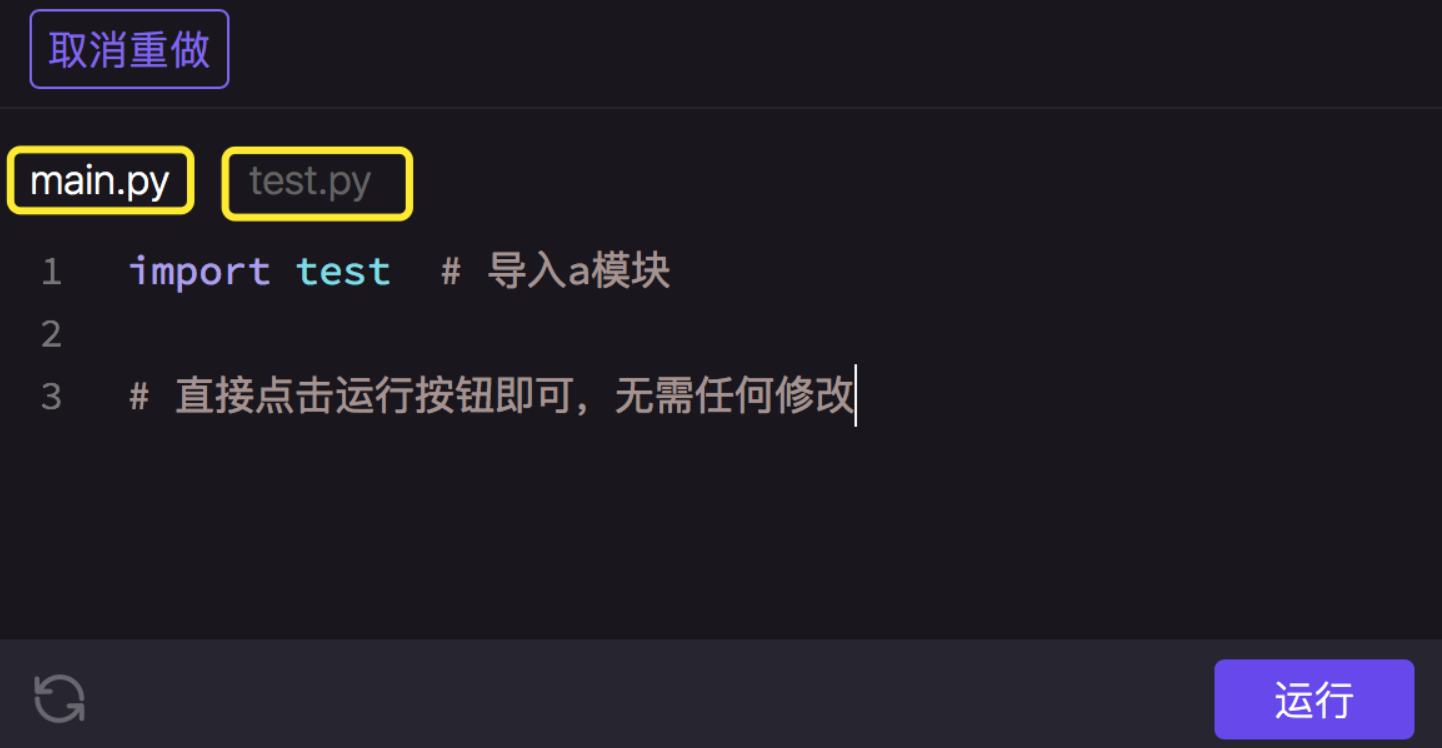 取消重做
main.py test.py
1 import test # 导入a模块
2
3 # 直接点击运行按钮即可，无需任何修改
运行